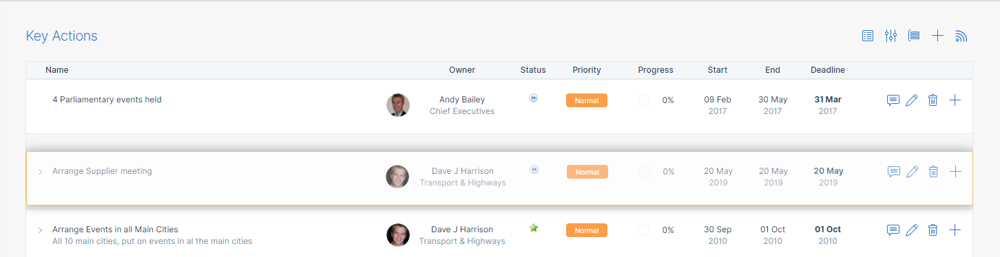 Key Actions
Name Owner Status Priority Progress Start End Deadline
4 Parliamentary events held Andy Bailey Normal 0% 09 Feb 30 May 31 Mar
Chief Executives 2017 2017 2017
Arrange Supplier meeting Dave J Harrison Normal 0% 20 May 20 May 20 May
Transport & Highways 2019 2019 2019
Arrange Events in all Main Cities Dave J Harrison Normal 0% 30 Sep 01 Oct 01 Oct
All 10 main cities, put on events in al the main cities Transport & Highways 2010 2010 2010